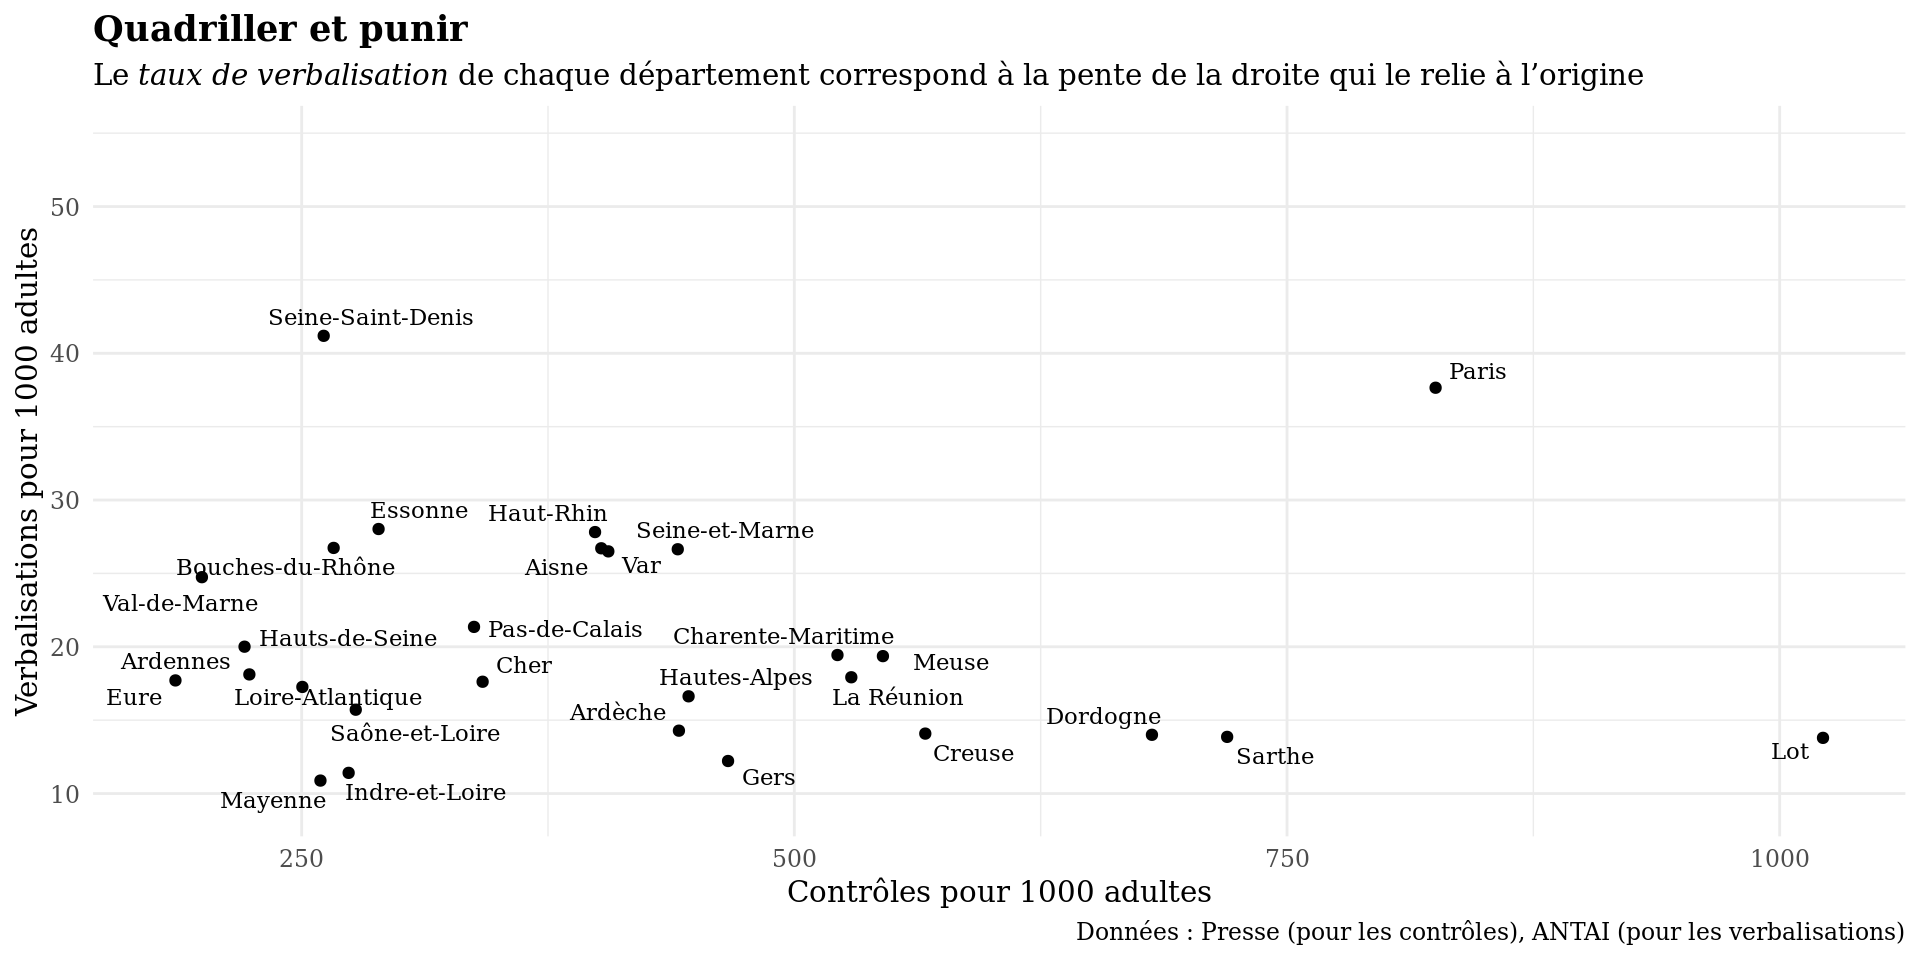 Quadriller et punir
Le taux de verbalisation de chaque département correspond à la pente de la droite qui le relie à l’origine
Verbalisations pour 1000 adultes
50
40
30
20
10
Seine-Saint-Denis
Paris
Essonne
Haut-Rhin
Seine-et-Marne
Bouches-du-Rhône
Aisne
Var
Val-de-Marne
Hauts-de-Seine
Pas-de-Calais
Charente-Maritime
Ardennes
Cher
Meuse
Hautes-Alpes
Eure
Loire-Atlantique
La Réunion
Ardèche
Dordogne
Saône-et-Loire
Creuse
Sarthe
Lot
Gers
Mayenne
Indre-et-Loire
250
500
750
1000
Contrôles pour 1000 adultes
Données : Presse (pour les contrôles), ANTAI (pour les verbalisations)